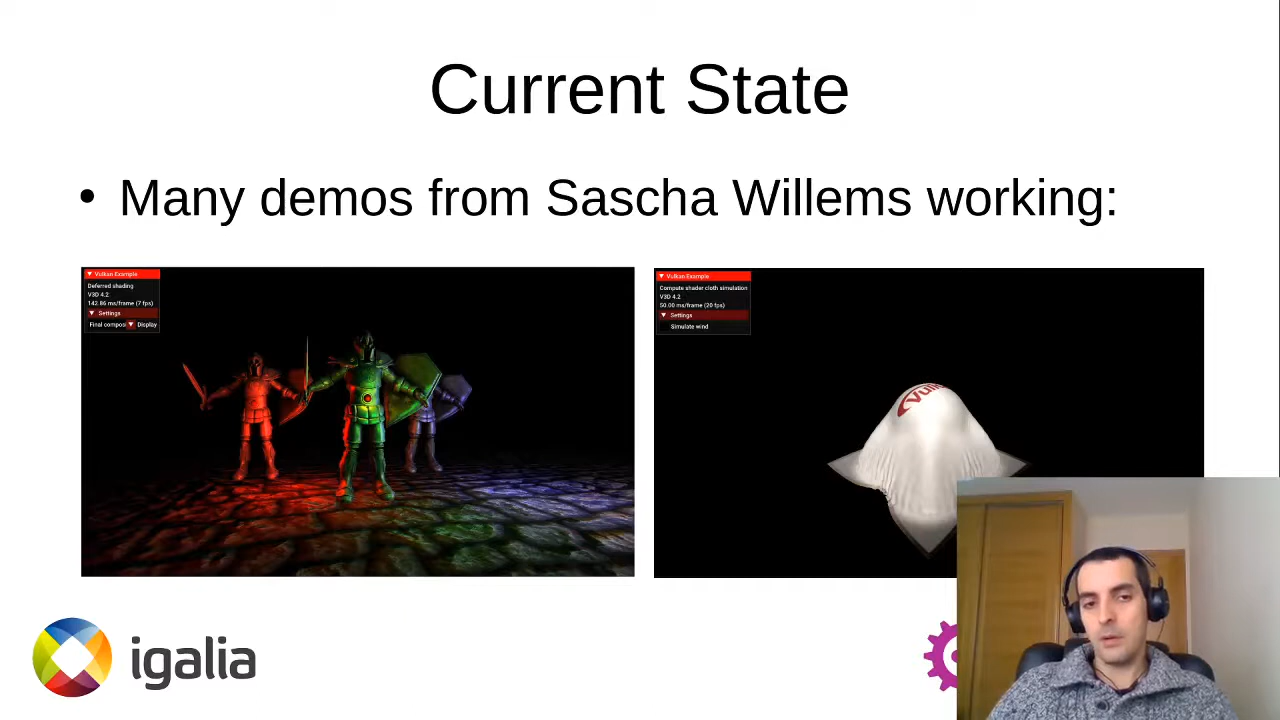 Current State
• Many demos from Sascha Willems working:
▼ Vulkan Example
Deferred shading
V3D 4.2
142.86 ms/frame (7 fps)
▼ Settings
Final composi ▼ Display
▼ Vulkan Example
Compute shader cloth simulation
V3D 4.2
50.00 ms/frame (20 fps)
▼ Settings
Simulate wind
igalia